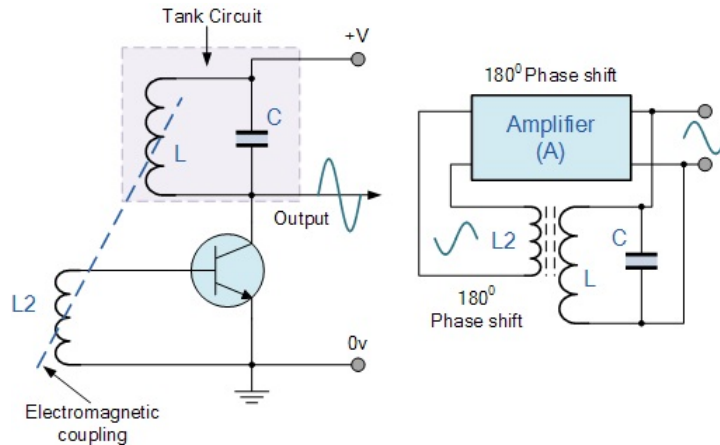 Tank Circuit
+V
C
L
Output
L2
0v
Electromagnetic
coupling
180⁰ Phase shift
Amplifier
(A)
L2
C
L
180⁰
Phase shift